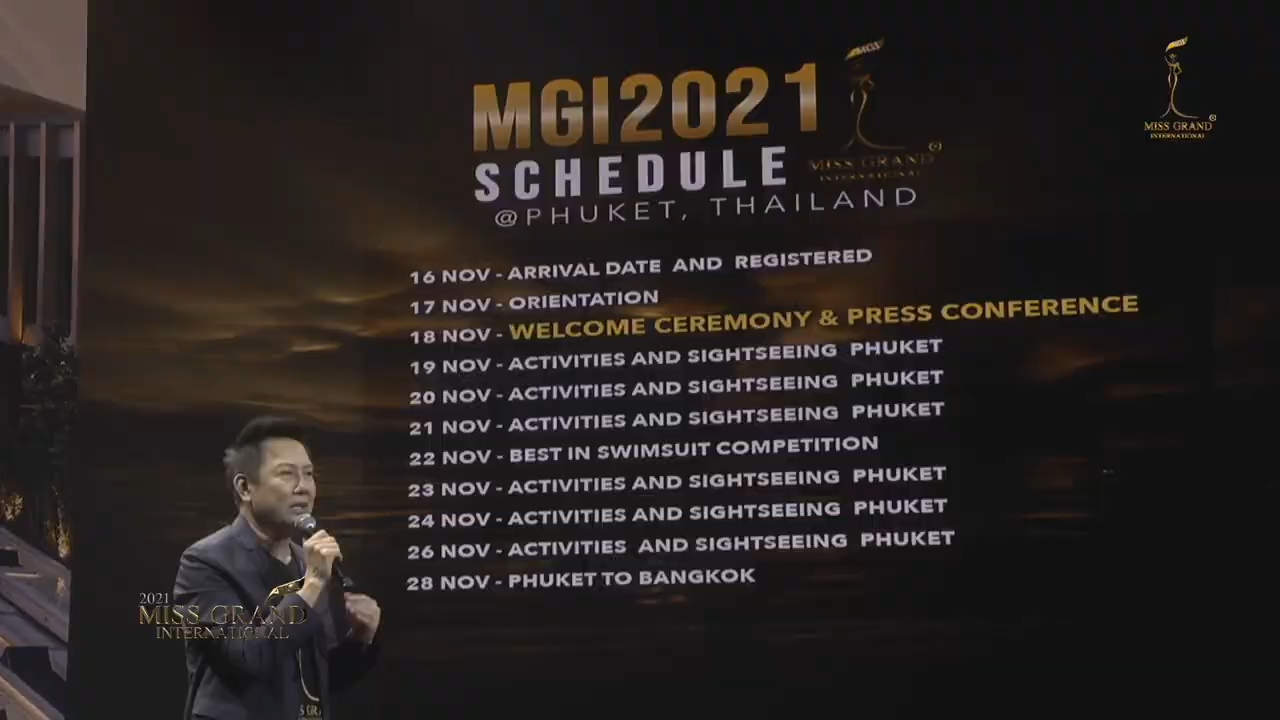 MGI2021
SCHEDULE
@PHUKET, THAILAND
MGI
MISS GRAND
INTERNATIONAL
16 NOV - ARRIVAL DATE AND REGISTERED
17 NOV - ORIENTATION
18 NOV - WELCOME CEREMONY & PRESS CONFERENCE
19 NOV - ACTIVITIES AND SIGHTSEEING PHUKET
20 NOV - ACTIVITIES AND SIGHTSEEING PHUKET
21 NOV - ACTIVITIES AND SIGHTSEEING PHUKET
22 NOV - BEST IN SWIMSUIT COMPETITION
23 NOV - ACTIVITIES AND SIGHTSEEING PHUKET
24 NOV - ACTIVITIES AND SIGHTSEEING PHUKET
26 NOV - ACTIVITIES AND SIGHTSEEING PHUKET
28 NOV - PHUKET TO BANGKOK
MISS GRAND
INTERNATIONAL
2021
MISS GRAND
INTERNATIONAL